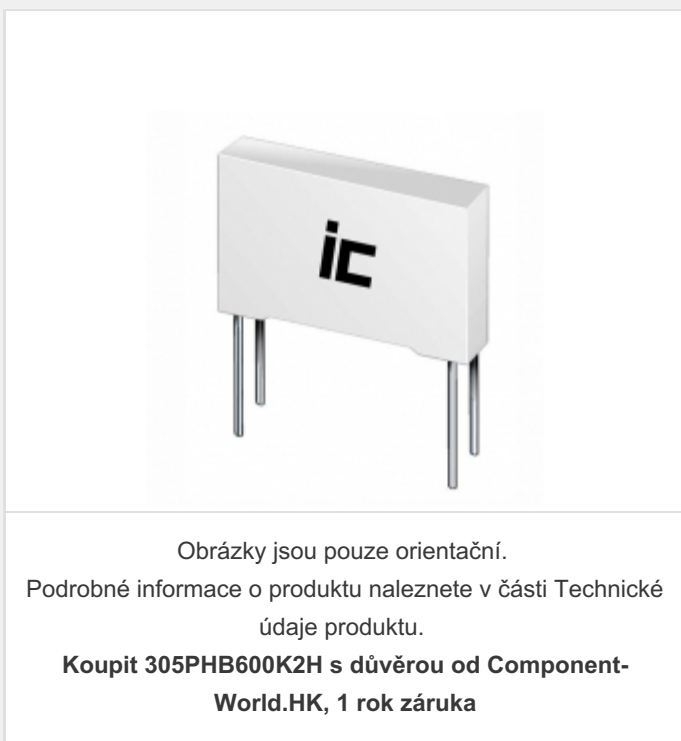 ic
Obrázky jsou pouze orientační.
Podrobné informace o produktu naleznete v části Technické
údaje produktu.
Koupit 305PHB600K2H s důvěrou od Component-
World.HK, 1 rok záruka